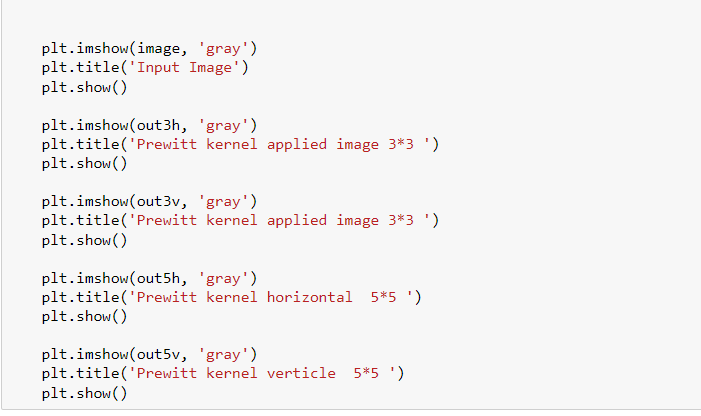 plt.imshow(image, 'gray')
plt.title('Input Image')
plt.show()

plt.imshow(out3h, 'gray')
plt.title('Prewitt kernel applied image 3*3 ')
plt.show()

plt.imshow(out3v, 'gray')
plt.title('Prewitt kernel applied image 3*3 ')
plt.show()

plt.imshow(out5h, 'gray')
plt.title('Prewitt kernel horizontal  5*5 ')
plt.show()

plt.imshow(out5v, 'gray')
plt.title('Prewitt kernel verticle  5*5 ')
plt.show()